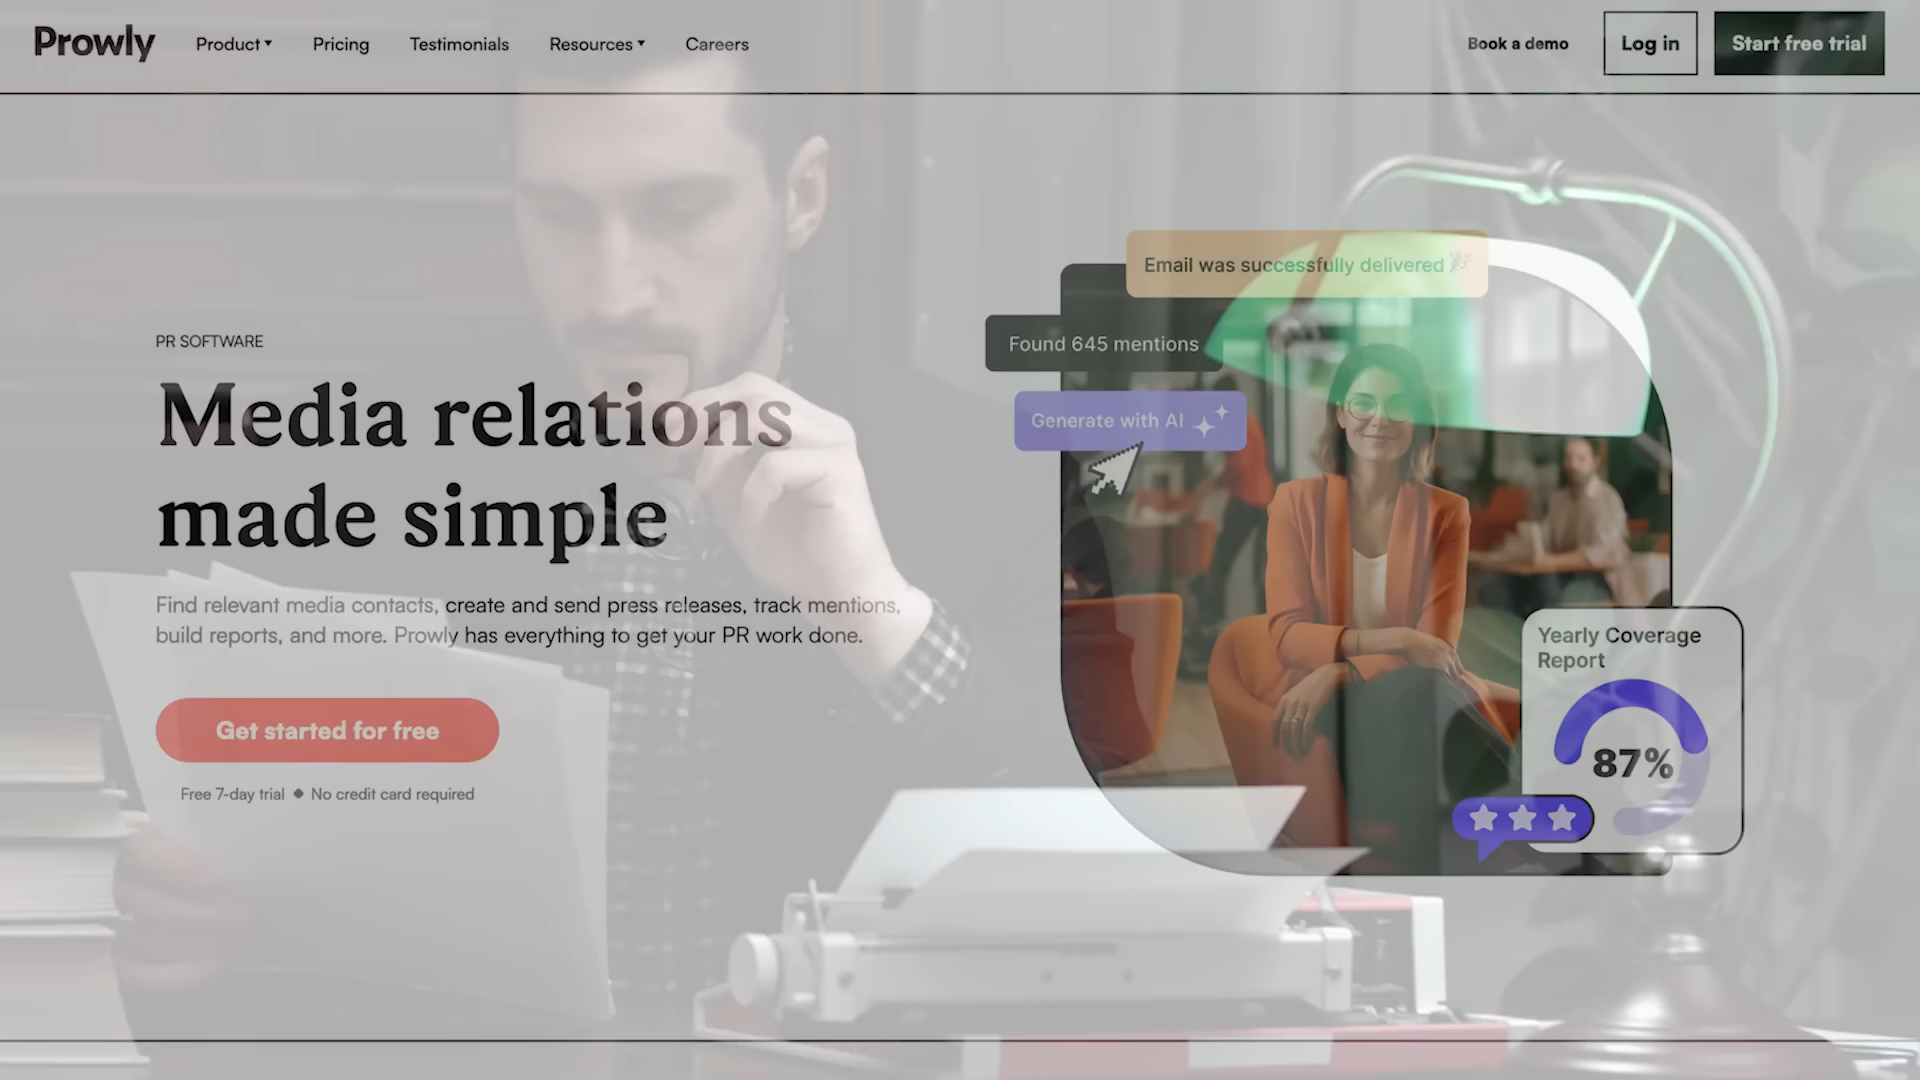 Prowly
Product
Pricing
Testimonials
Resources
Careers
Book a demo
Log in
Start free trial
PR SOFTWARE
Media relations
made simple
Find relevant media contacts, create and send press releases, track mentions,
build reports, and more. Prowly has everything to get your PR work done.
Get started for free
Free 7-day trial
No credit card required
Email was successfully delivered
Found 645 mentions
Generate with AI
Yearly Coverage
Report
87%